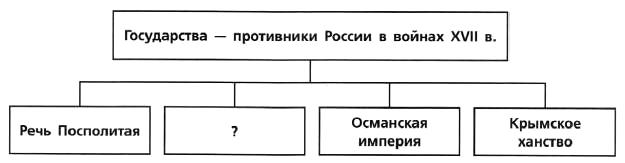 Государства — противники России в войнах XVII в.
Речь Посполитая
?
Османская
империя
Крымское
ханство